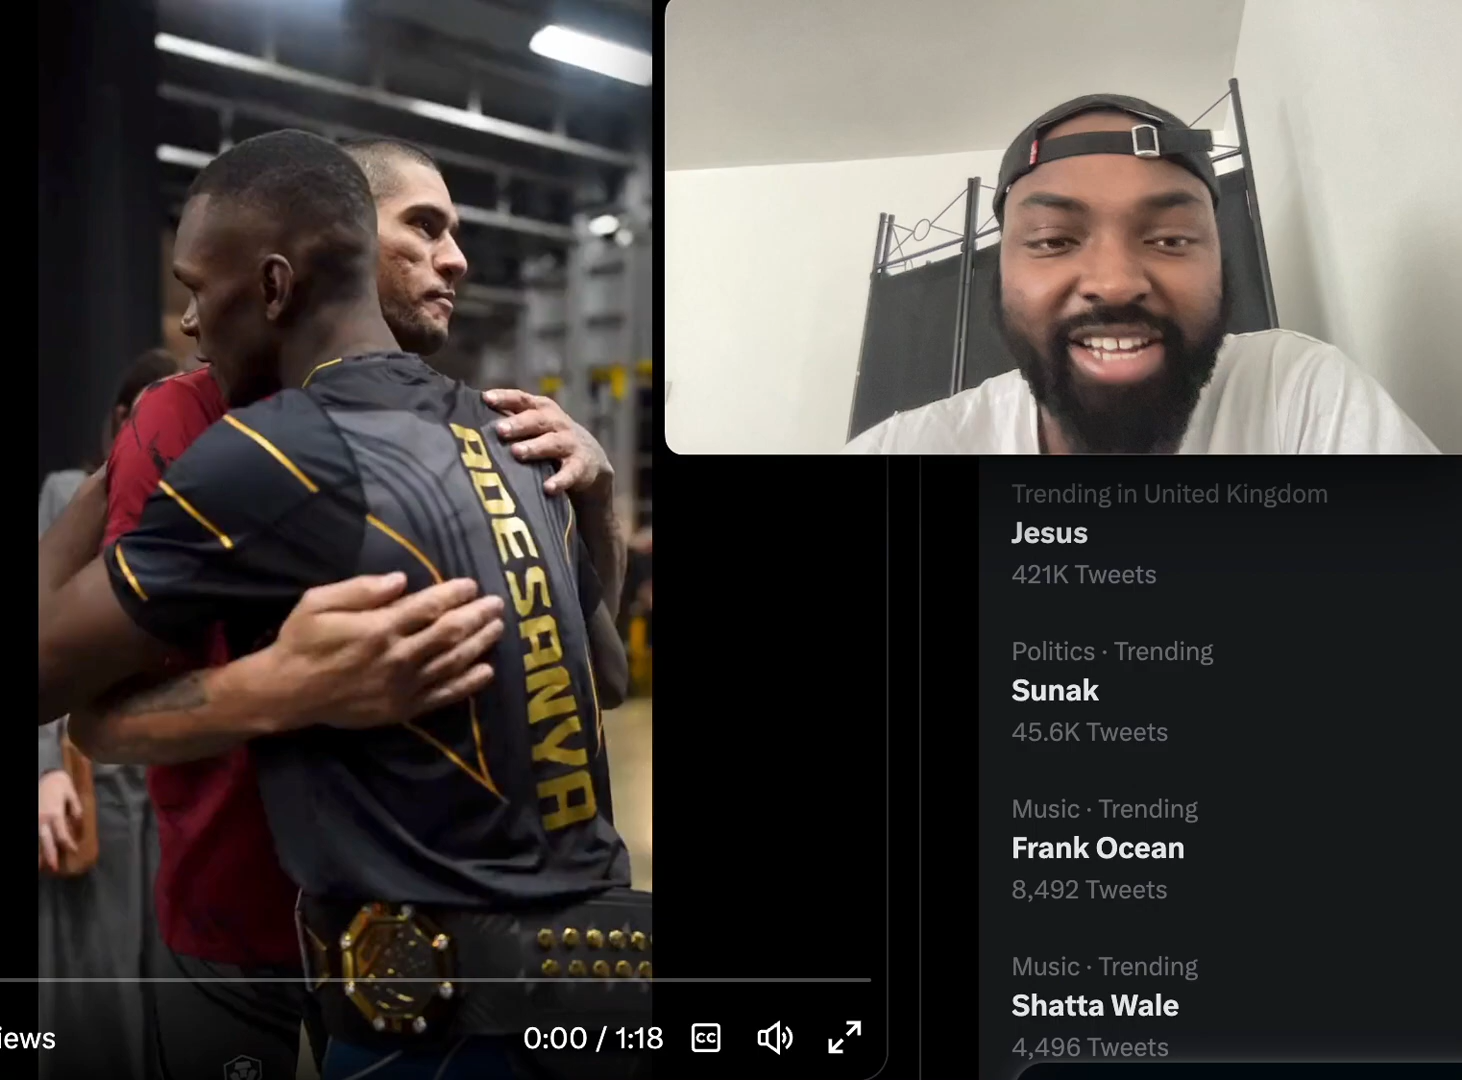 ADESANYA
Trending in United Kingdom
Jesus
421K Tweets
Politics · Trending
Sunak
45.6K Tweets
Music · Trending
Frank Ocean
8,492 Tweets
Music · Trending
Shatta Wale
4,496 Tweets
iews
0:00 / 1:18
CC